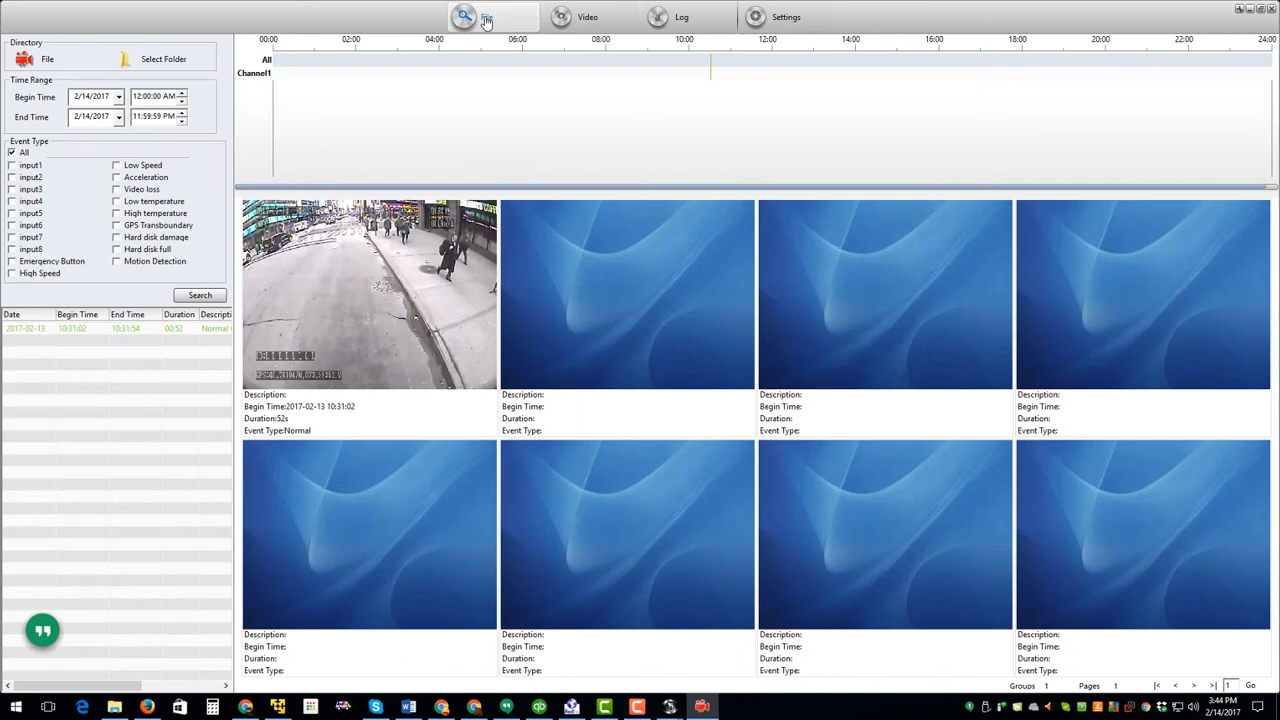 File
Video
Log
Settings
Directory
File
Select Folder
Time Range
Begin Time 2/14/2017 12:00:00 AM
End Time 2/14/2017 11:59:59 PM
Event Type
All
input1 Low Speed
input2 Acceleration
input3 Video loss
input4 Low temperature
input5 High temperature
input6 GPS Transboundary
input7 Hard disk damage
input8 Hard disk full
Emergency Button Motion Detection
High Speed
Search
Date Begin Time End Time Duration Descripti
2017-02-13 10:31:02 10:31:54 00:52 Normal
00:00 02:00 04:00 06:00 08:00 10:00 12:00 14:00 16:00 18:00 20:00 22:00 24:00
All
Channel1
Description: Description: Description: Description:
Begin Time:2017-02-13 10:31:02 Begin Time: Begin Time: Begin Time:
Duration:52s Duration: Duration: Duration:
Event Type:Normal Event Type: Event Type: Event Type:
Description: Description: Description: Description:
Begin Time: Begin Time: Begin Time: Begin Time:
Duration: Duration: Duration: Duration:
Event Type: Event Type: Event Type: Event Type:
Groups 1 Pages 1 |< < > >| 1 Go
3:44 PM
2/14/2017